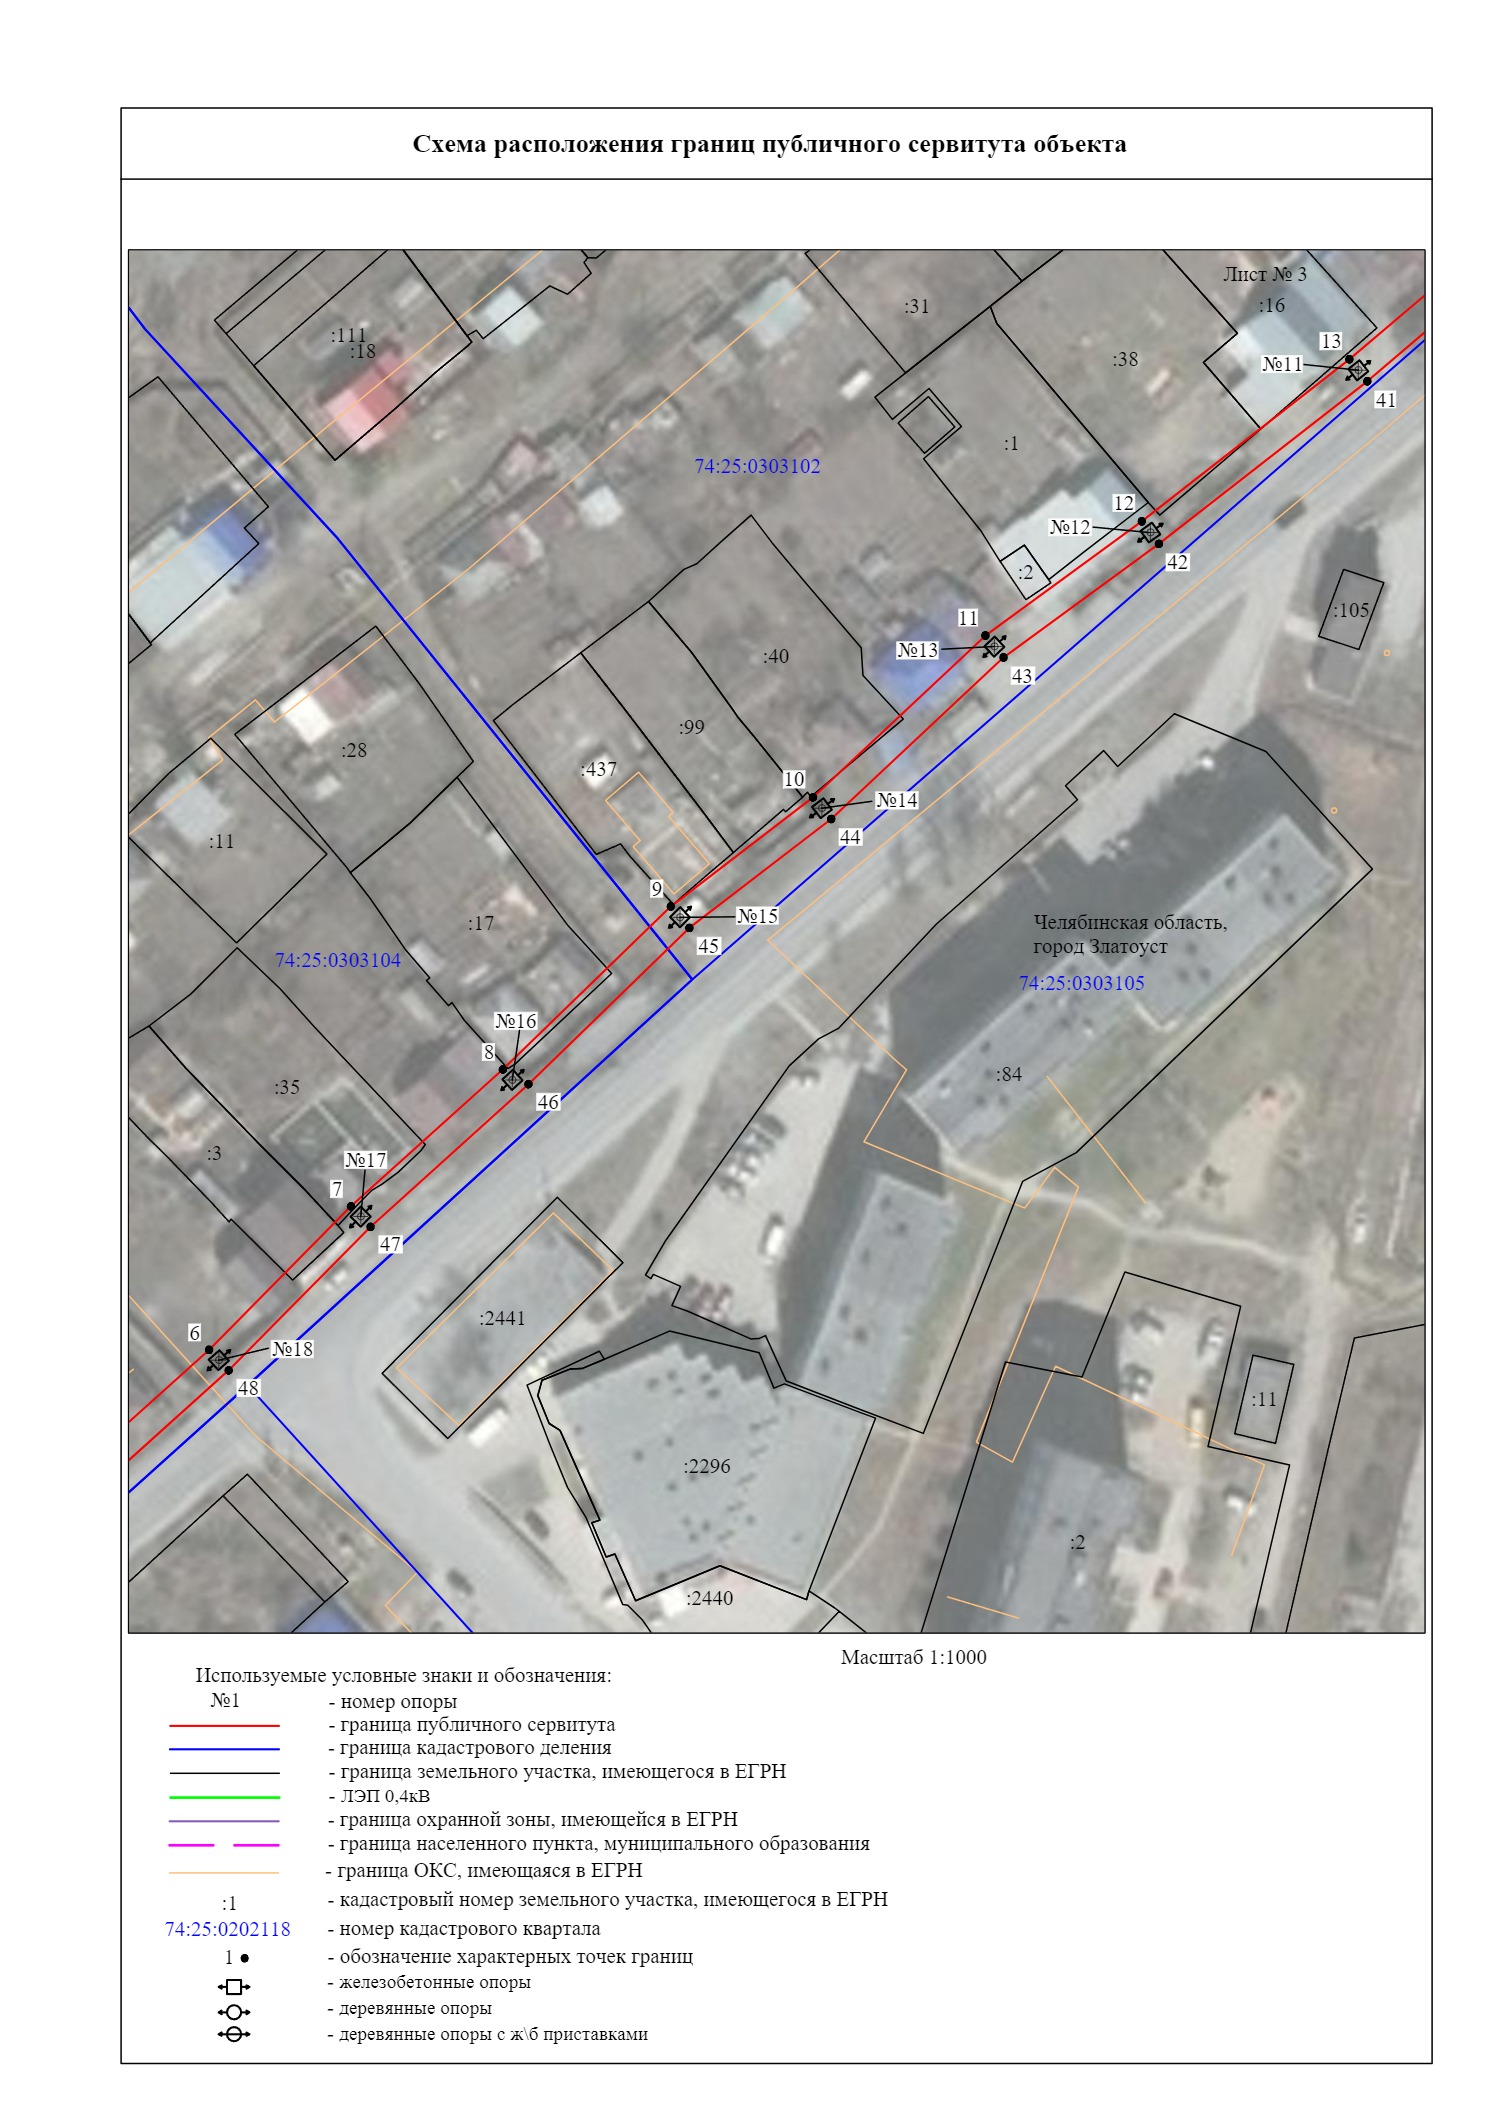 Схема расположения границ публичного сервитута объекта
Лист № 3
:16
:31
:111
:18
13
№11
:38
41
:1
74:25:0303102
12
№12
42
:2
:105
11
№13
:40
43
:99
:28
:437
10
№14
44
:11
9
№15
45
:17
Челябинская область,
город Златоуст
74:25:0303104
74:25:0303105
№16
8
:84
:35
46
:3
№17
7
47
:2441
6
№18
48
:11
:2296
:2
:2440
Масштаб 1:1000
Используемые условные знаки и обозначения:
№1 - номер опоры
- граница публичного сервитута
- граница кадастрового деления
- граница земельного участка, имеющегося в ЕГРН
- ЛЭП 0,4кВ
- граница охранной зоны, имеющейся в ЕГРН
- граница населенного пункта, муниципального образования
- граница ОКС, имеющаяся в ЕГРН
:1 - кадастровый номер земельного участка, имеющегося в ЕГРН
74:25:0202118 - номер кадастрового квартала
1 - обозначение характерных точек границ
- железобетонные опоры
- деревянные опоры
- деревянные опоры с ж\б приставками